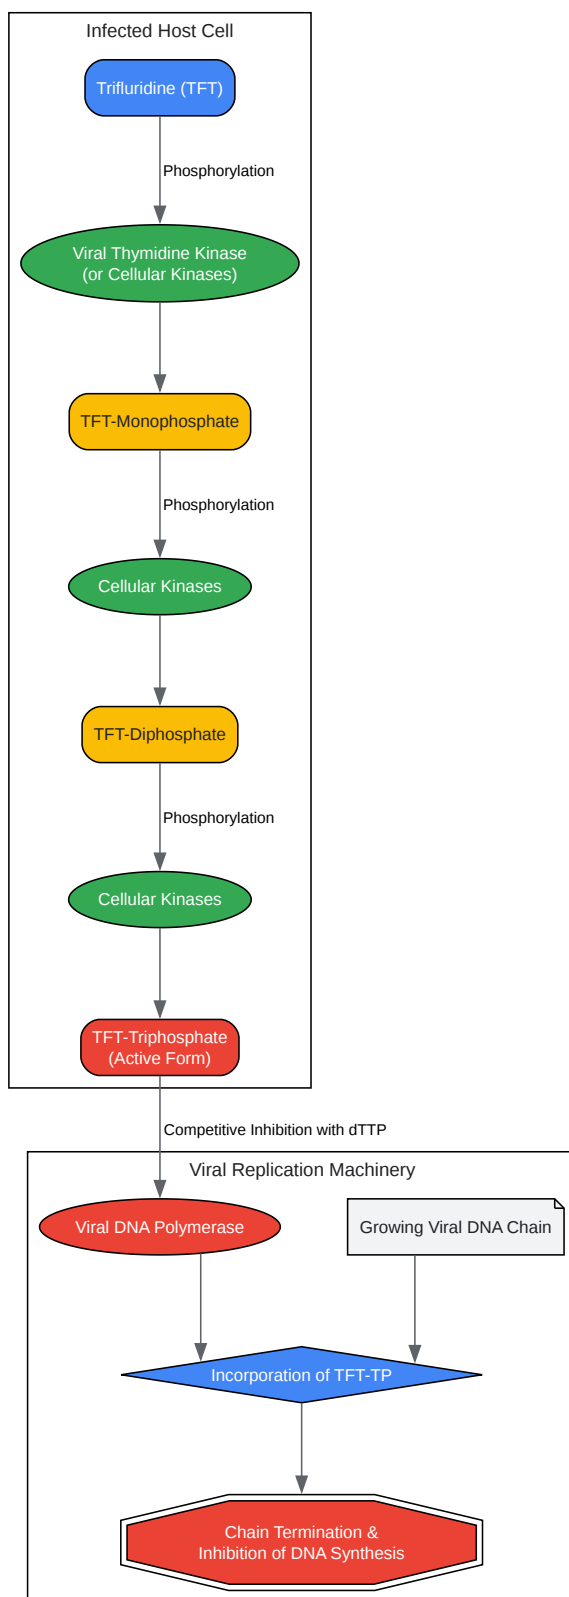 Infected Host Cell
Trifluridine (TFT)
Phosphorylation
Viral Thymidine Kinase
(or Cellular Kinases)
TFT-Monophosphate
Phosphorylation
Cellular Kinases
TFT-Diphosphate
Phosphorylation
Cellular Kinases
TFT-Triphosphate
(Active Form)
Competitive Inhibition with dTTP
Viral Replication Machinery
Viral DNA Polymerase
Growing Viral DNA Chain
Incorporation of TFT-TP
Chain Termination &
Inhibition of DNA Synthesis